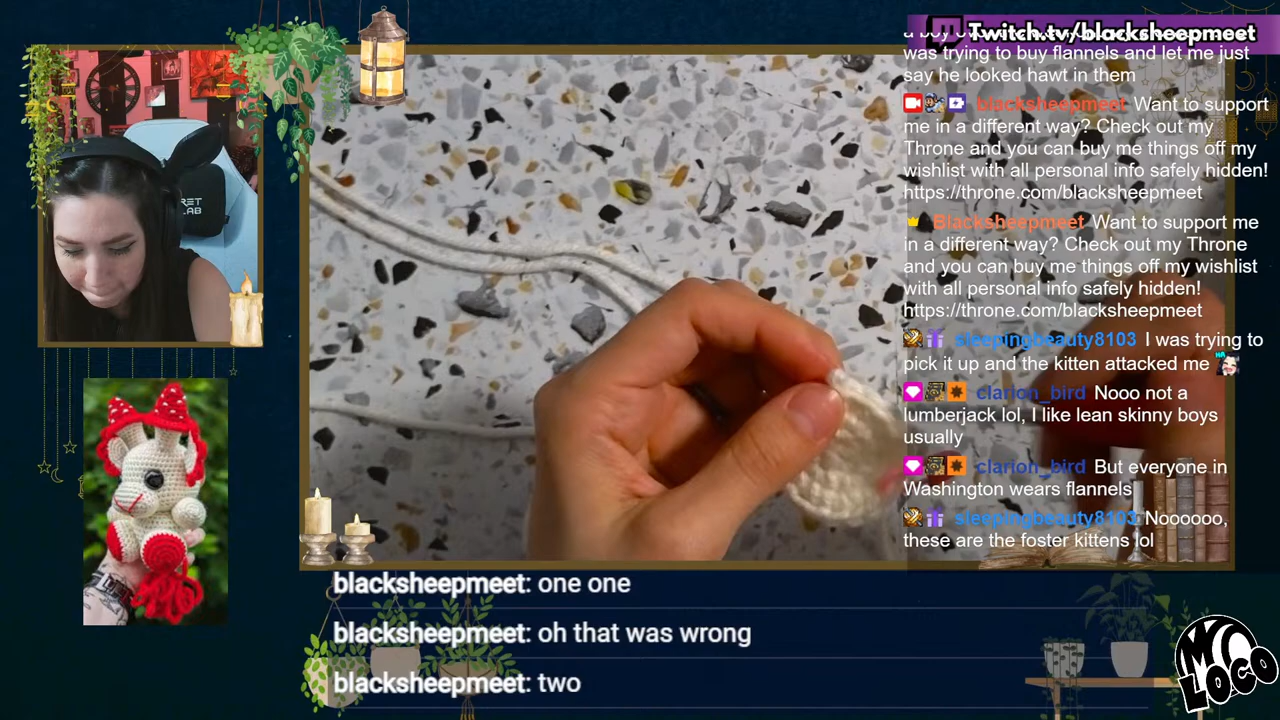 Twitch.tv/blacksheepmeet
was trying to buy flannels and let me just
say he looked hawt in them
blacksheepmeet Want to support
me in a different way? Check out my
Throne and you can buy me things off my
wishlist with all personal info safely hidden!
https://throne.com/blacksheepmeet
Blacksheepmeet Want to support me
in a different way? Check out my Throne
and you can buy me things off my wishlist
with all personal info safely hidden!
https://throne.com/blacksheepmeet
sleepingbeauty8103 I was trying to
pick it up and the kitten attacked me
clarion_bird Nooo not a
lumberjack lol, I like lean skinny boys
usually
clarion_bird But everyone in
Washington wears flannels
sleepingbeauty8103 Noooooo,
these are the foster kittens lol
RET
LAB
blacksheepmeet: one one
blacksheepmeet: oh that was wrong
blacksheepmeet: two
MC
LOCO